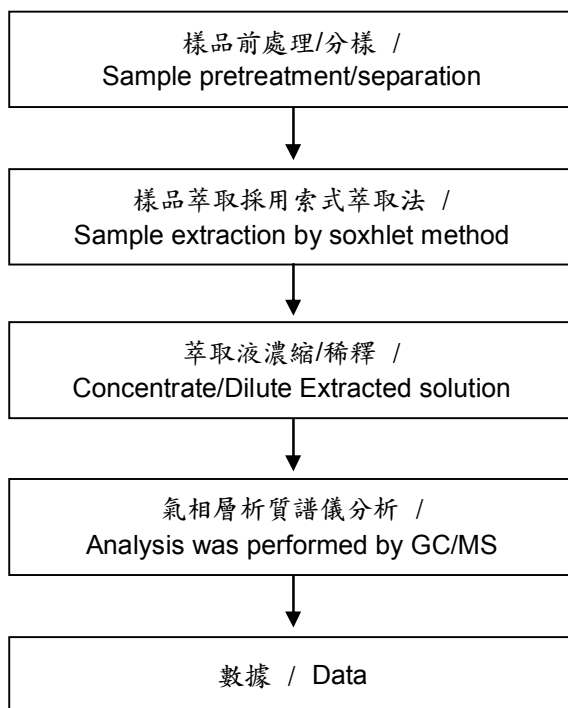 樣品前處理/分樣 /
Sample pretreatment/separation
樣品萃取採用索式萃取法 /
Sample extraction by soxhlet method
萃取液濃縮/稀釋 /
Concentrate/Dilute Extracted solution
氣相層析質譜儀分析 /
Analysis was performed by GC/MS
數據 / Data